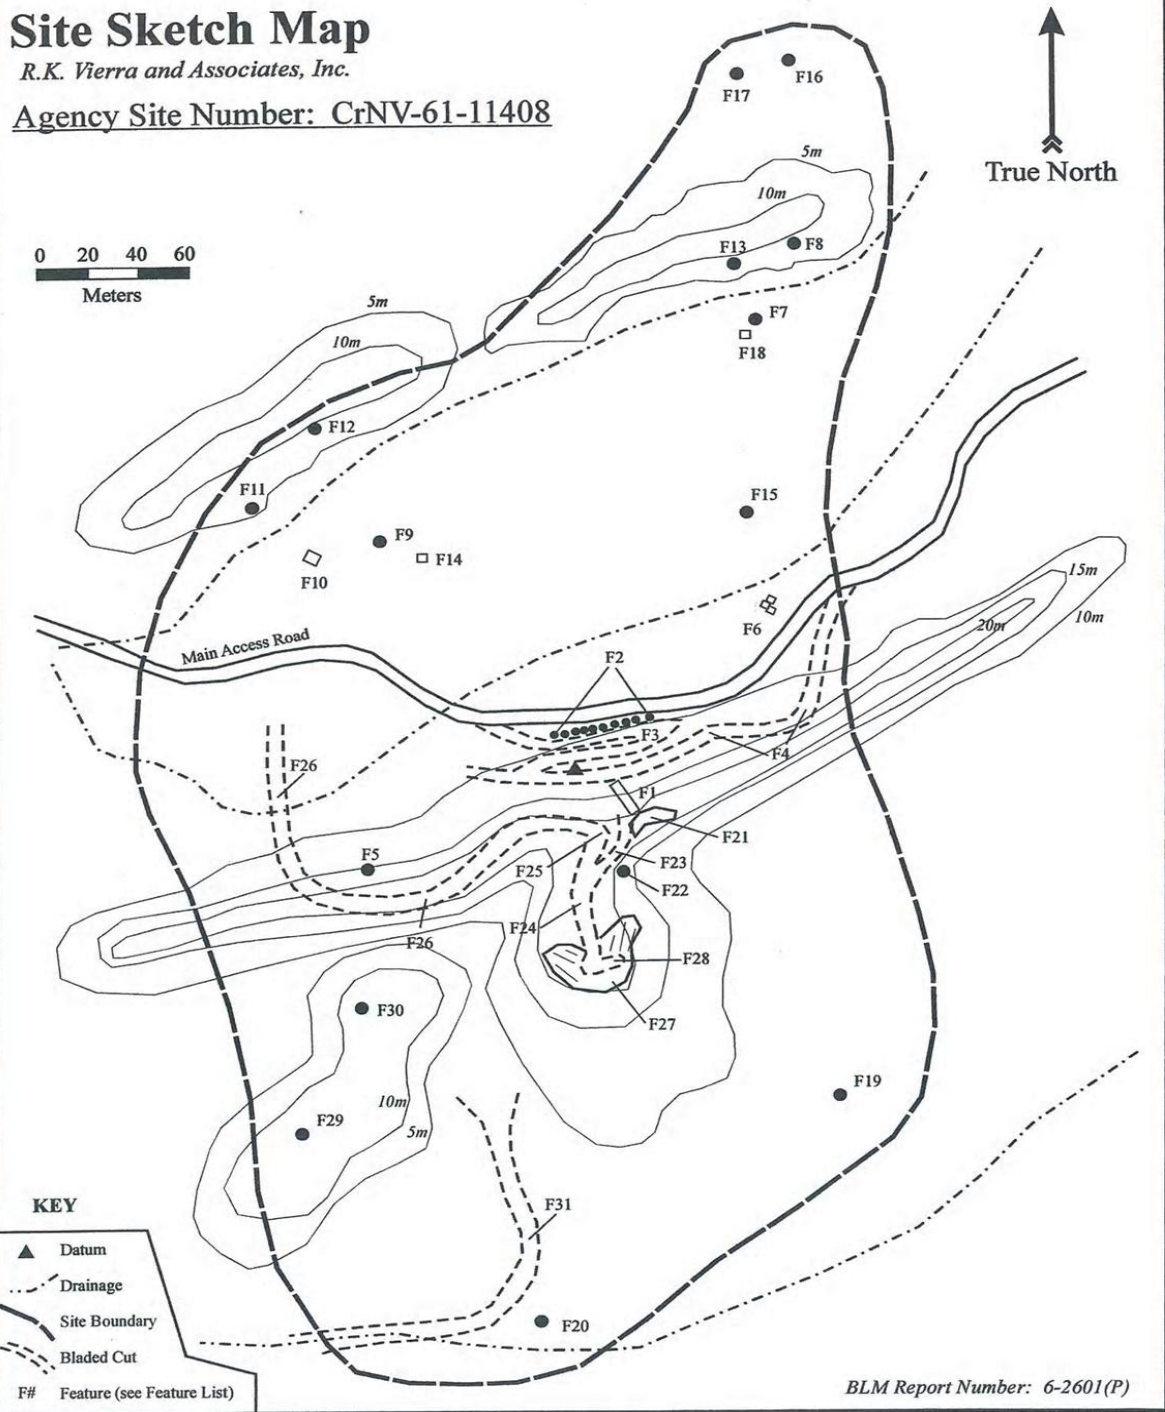 Site Sketch Map
R.K. Vierra and Associates, Inc.
Agency Site Number: CrNV-61-11408
True North
0 20 40 60
Meters
F16
F17
5m
10m
F8
F13
F7
F18
5m
10m
F12
F11
F15
F9
F10
F14
15m
10m
20m
F6
Main Access Road
F2
F3
F4
F26
F1
F21
F5
F25
F23
F22
F24
F26
F28
F30
F27
F19
10m
F29
5m
F31
F20
KEY
Datum
Drainage
Site Boundary
Bladed Cut
F# Feature (see Feature List)
BLM Report Number: 6-2601(P)